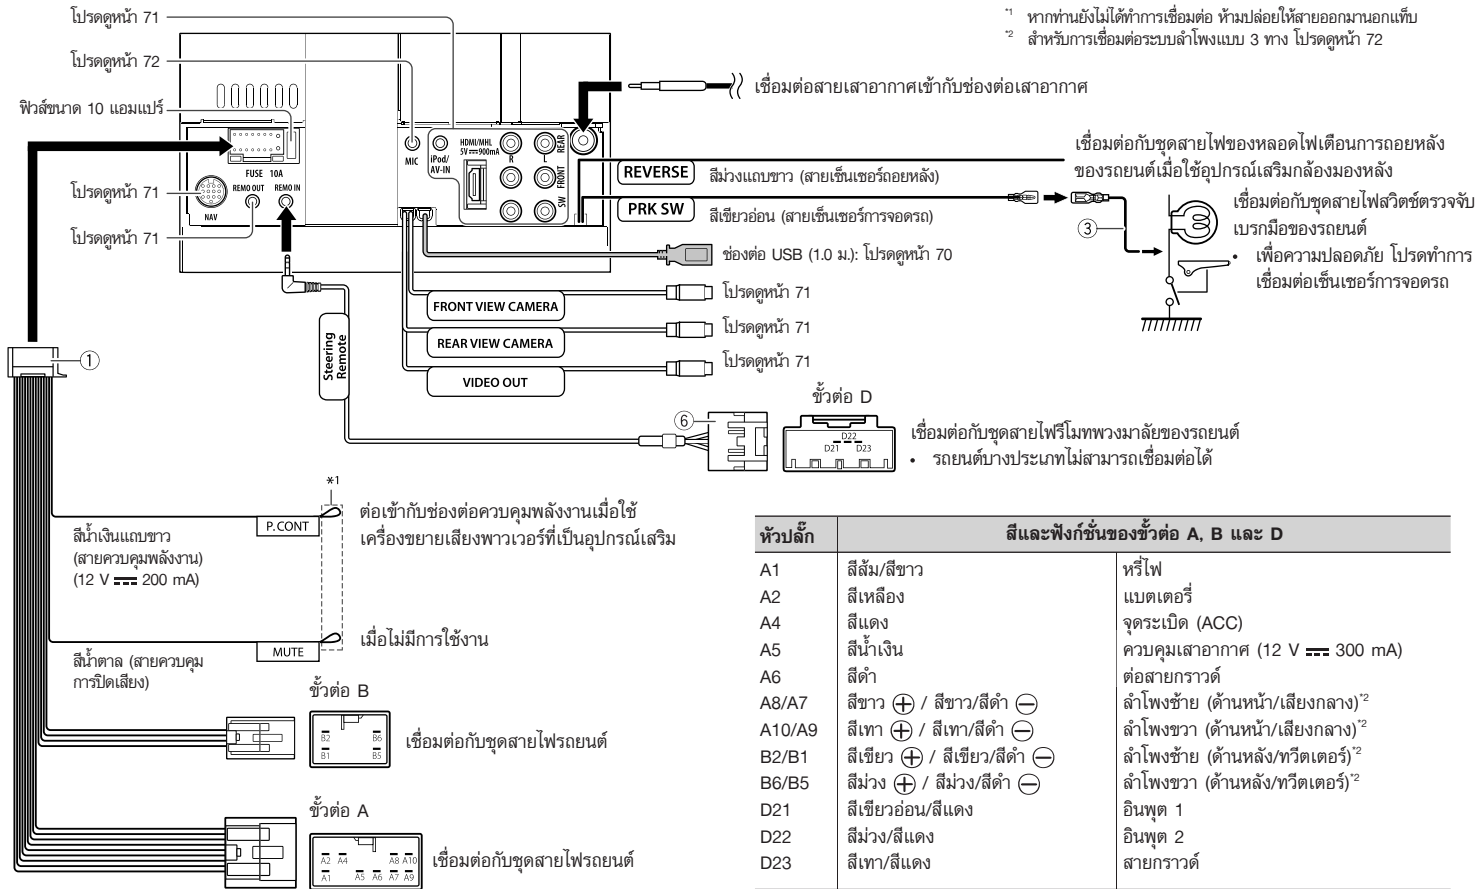 โปรดดูหน้า 71
*1 หากท่านยังไม่ได้ทำการเชื่อมต่อ ห้ามปล่อยให้สายออกมานอกแท็บ
*2 สำหรับการเชื่อมต่อระบบลำโพงแบบ 3 ทาง โปรดดูหน้า 72
โปรดดูหน้า 72
ฟิวส์ขนาด 10 แอมแปร์
เชื่อมต่อสายเสาอากาศเข้ากับช่องต่อเสาอากาศ
FUSE 10A
REMO OUT REMO IN
NAV
MIC
iPod/
AV-IN
HDMI/MHL
5V ⎓ 900mA
R L
REAR
FRONT
SW
โปรดดูหน้า 71
โปรดดูหน้า 71
REVERSE
สีม่วงแถบขาว (สายเซ็นเซอร์ถอยหลัง)
เชื่อมต่อกับชุดสายไฟของหลอดไฟเตือนการถอยหลัง
ของรถยนต์เมื่อใช้อุปกรณ์เสริมกล้องมองหลัง
PRK SW
สีเขียวอ่อน (สายเซ็นเซอร์การจอดรถ)
3
เชื่อมต่อกับชุดสายไฟสวิตช์ตรวจจับ
เบรกมือของรถยนต์
• เพื่อความปลอดภัย โปรดทำการ
เชื่อมต่อเซ็นเซอร์การจอดรถ
ช่องต่อ USB (1.0 ม.): โปรดดูหน้า 70
FRONT VIEW CAMERA
โปรดดูหน้า 71
REAR VIEW CAMERA
โปรดดูหน้า 71
VIDEO OUT
โปรดดูหน้า 71
1
Steering
Remote
6
ขั้วต่อ D
D22
D21 D23
เชื่อมต่อกับชุดสายไฟรีโมทพวงมาลัยของรถยนต์
• รถยนต์บางประเภทไม่สามารถเชื่อมต่อได้
*1
P.CONT
สีน้ำเงินแถบขาว
(สายควบคุมพลังงาน)
(12 V ⎓ 200 mA)
ต่อเข้ากับช่องต่อควบคุมพลังงานเมื่อใช้
เครื่องขยายเสียงพาวเวอร์ที่เป็นอุปกรณ์เสริม
MUTE
สีน้ำตาล (สายควบคุม
การปิดเสียง)
เมื่อไม่มีการใช้งาน
ขั้วต่อ B
B2 B6
B1 B5
เชื่อมต่อกับชุดสายไฟรถยนต์
ขั้วต่อ A
A2 A4 A8 A10
A1 A5 A6 A7 A9
เชื่อมต่อกับชุดสายไฟรถยนต์
หัวปลั๊ก สีและฟังก์ชั่นของขั้วต่อ A, B และ D
A1 สีส้ม/สีขาว หรี่ไฟ
A2 สีเหลือง แบตเตอรี่
A4 สีแดง จุดระเบิด (ACC)
A5 สีน้ำเงิน ควบคุมเสาอากาศ (12 V ⎓ 300 mA)
A6 สีดำ ต่อสายกราวด์
A8/A7 สีขาว ⊕ / สีขาว/สีดำ ⊖ ลำโพงซ้าย (ด้านหน้า/เสียงกลาง)*2
A10/A9 สีเทา ⊕ / สีเทา/สีดำ ⊖ ลำโพงขวา (ด้านหน้า/เสียงกลาง)*2
B2/B1 สีเขียว ⊕ / สีเขียว/สีดำ ⊖ ลำโพงซ้าย (ด้านหลัง/ทวีตเตอร์)*2
B6/B5 สีม่วง ⊕ / สีม่วง/สีดำ ⊖ ลำโพงขวา (ด้านหลัง/ทวีตเตอร์)*2
D21 สีเขียวอ่อน/สีแดง อินพุต 1
D22 สีม่วง/สีแดง อินพุต 2
D23 สีเทา/สีแดง สายกราวด์